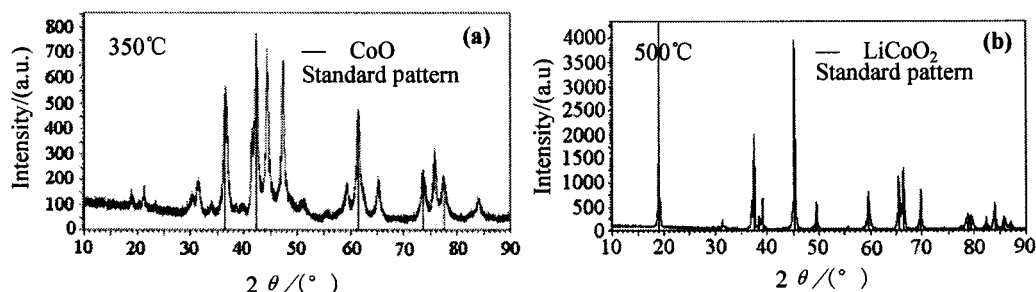 350℃
(a)
— CoO
Standard pattern
Intensity/(a.u.)
800
700
600
500
400
300
200
100
0
10 20 30 40 50 60 70 80 90
2 θ/(°)
500℃
(b)
— LiCoO₂
Standard pattern
Intensity/(a.u)
4000
3500
3000
2500
2000
1500
1000
500
0
10 20 30 40 50 60 70 80 90
2 θ/(°)